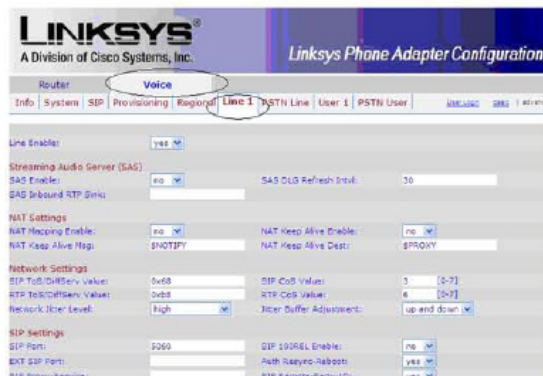 LINKSYS®
A Division of Cisco Systems, Inc.
Linksys Phone Adapter Configuration
Router Voice
Info System SIP Provisioning Regional Line 1 PSTN Line User 1 PSTN User User Login
Line Enable: yes
Streaming Audio Server (SAS)
SAS Enable: no SAS DLG Refresh Intvl: 30
SAS Inbound RTP Sink:
NAT Settings
NAT Mapping Enable: no NAT Keep Alive Enable: no
NAT Keep Alive Msg: $NOTIFY NAT Keep Alive Dest: $PROXY
Network Settings
SIP ToS/DiffServ Value: 0x68 SIP CoS Value: 3 [0-7]
RTP ToS/DiffServ Value: 0xb8 RTP CoS Value: 6 [0-7]
Network Jitter Level: high Jitter Buffer Adjustment: up and down
SIP Settings
SIP Port: 5060 SIP 100REL Enable: no
EXT SIP Port: Auth Resync-Reboot: yes